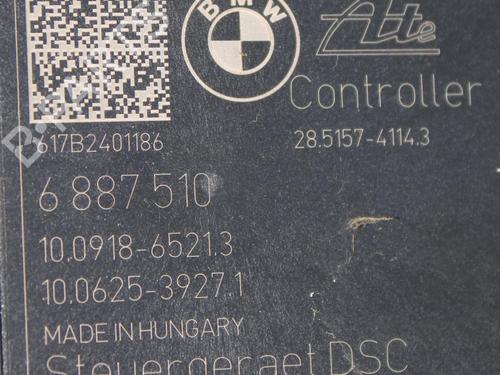 BMW
Ate
Controller
617B2401186
28.5157-4114.3
6 887 510
10.0918-6521.3
10.0625-3927.1
MADE IN HUNGARY
Steuergeraet DSC